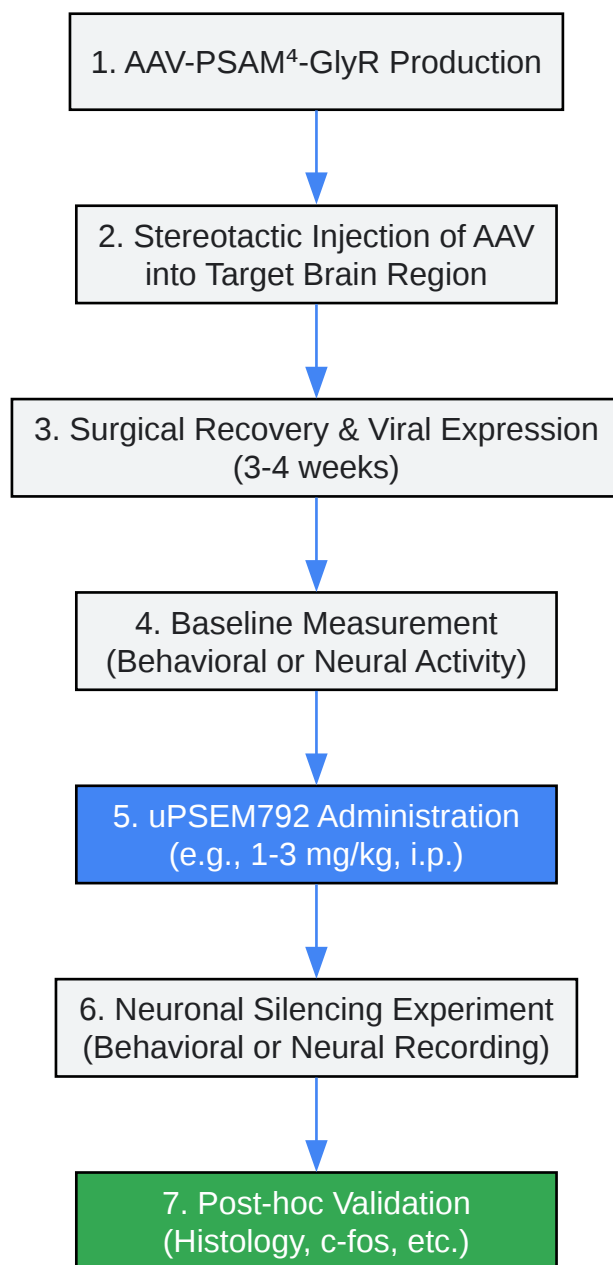 1. AAV-PSAM⁴-GlyR Production
2. Stereotactic Injection of AAV
into Target Brain Region
3. Surgical Recovery & Viral Expression
(3-4 weeks)
4. Baseline Measurement
(Behavioral or Neural Activity)
5. uPSEM792 Administration
(e.g., 1-3 mg/kg, i.p.)
6. Neuronal Silencing Experiment
(Behavioral or Neural Recording)
7. Post-hoc Validation
(Histology, c-fos, etc.)